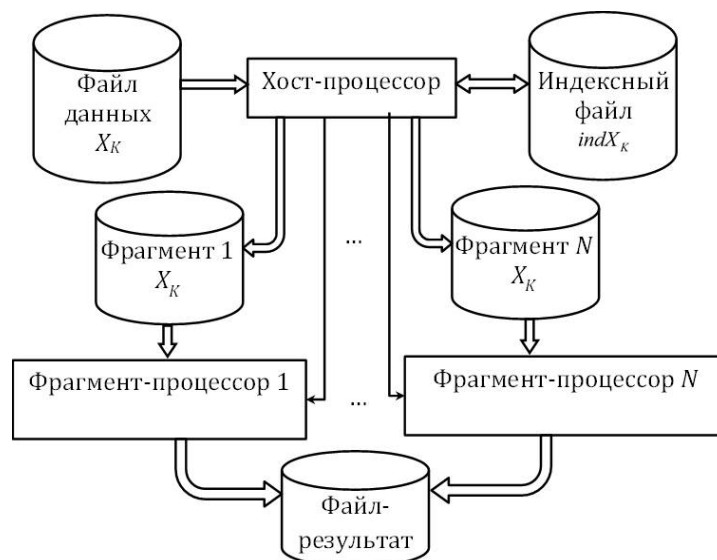 Файл
данных
X_K
Хост-процессор
Индексный
файл
indX_K
Фрагмент 1
X_K
...
Фрагмент N
X_K
Фрагмент-процессор 1
...
Фрагмент-процессор N
Файл-
результат